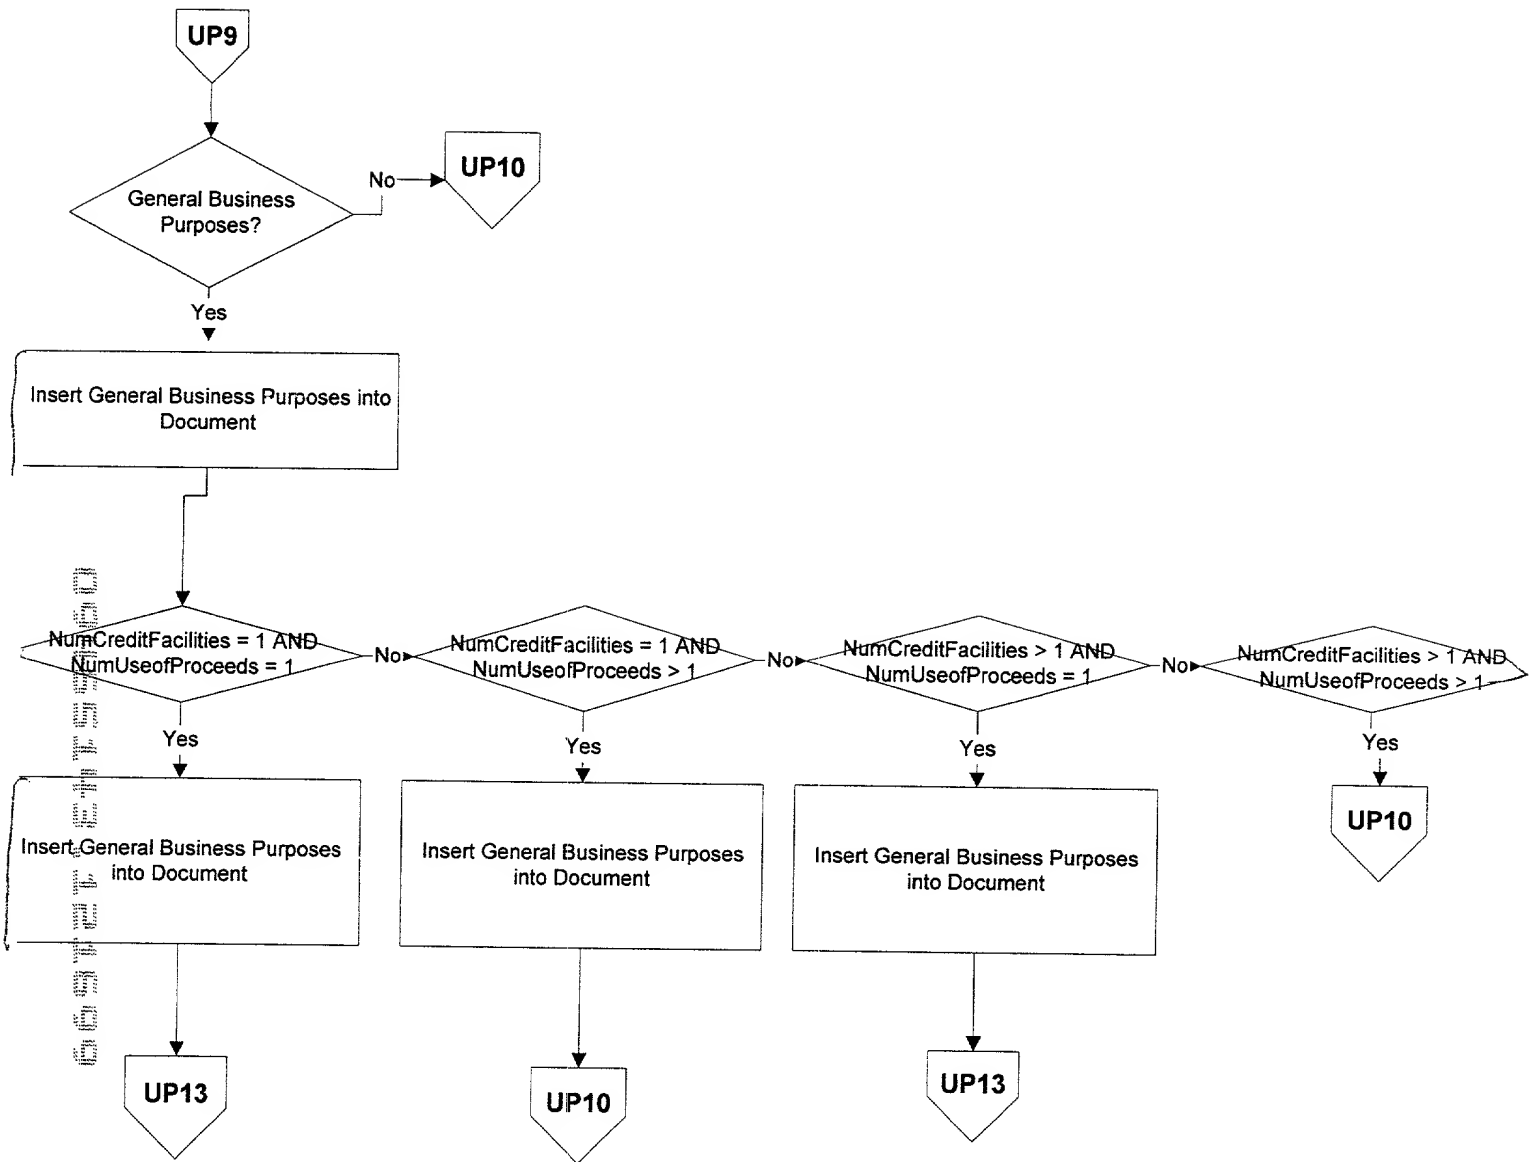 UP9
General Business
Purposes?
No
UP10
Yes
Insert General Business Purposes into
Document
NumCreditFacilities = 1 AND
NumUseofProceeds = 1
No
NumCreditFacilities = 1 AND
NumUseofProceeds > 1
No
NumCreditFacilities > 1 AND
NumUseofProceeds = 1
No
NumCreditFacilities > 1 AND
NumUseofProceeds > 1
Yes
Yes
Yes
Yes
Insert General Business Purposes
into Document
Insert General Business Purposes
into Document
Insert General Business Purposes
into Document
UP10
UP13
UP10
UP13